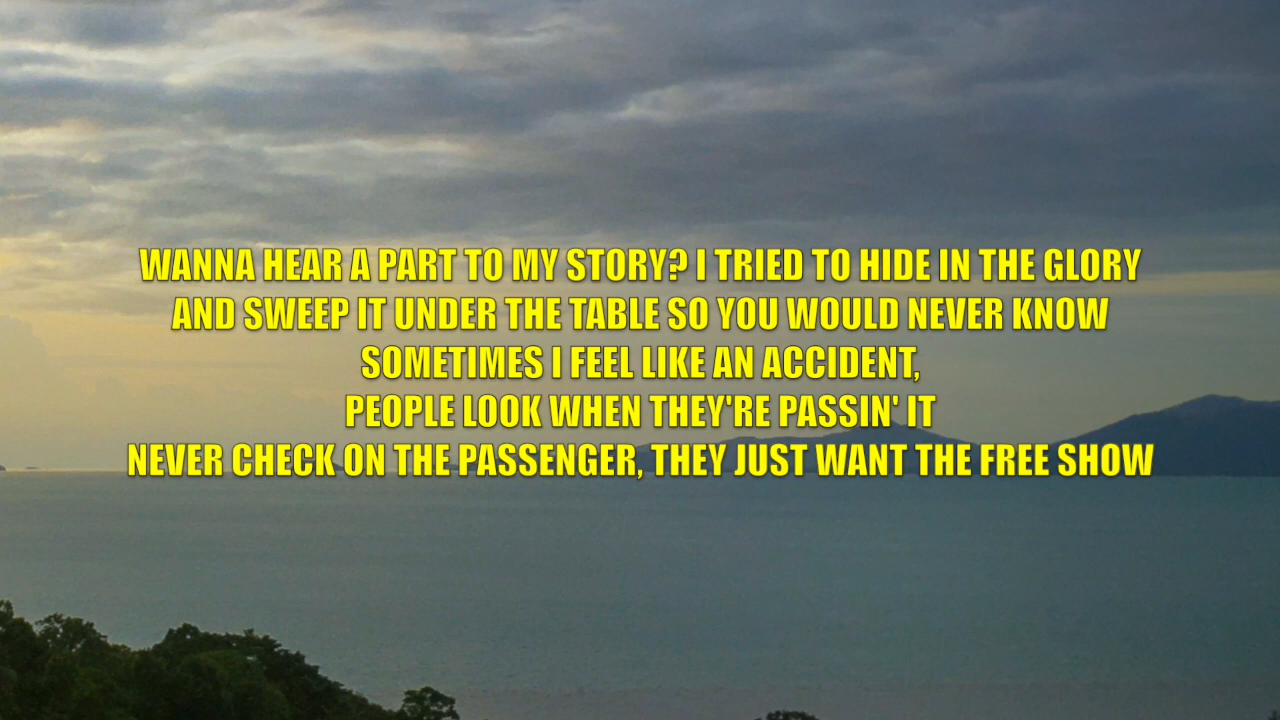 WANNA HEAR A PART TO MY STORY? I TRIED TO HIDE IN THE GLORY
AND SWEEP IT UNDER THE TABLE SO YOU WOULD NEVER KNOW
SOMETIMES I FEEL LIKE AN ACCIDENT,
PEOPLE LOOK WHEN THEY'RE PASSIN' IT
NEVER CHECK ON THE PASSENGER, THEY JUST WANT THE FREE SHOW